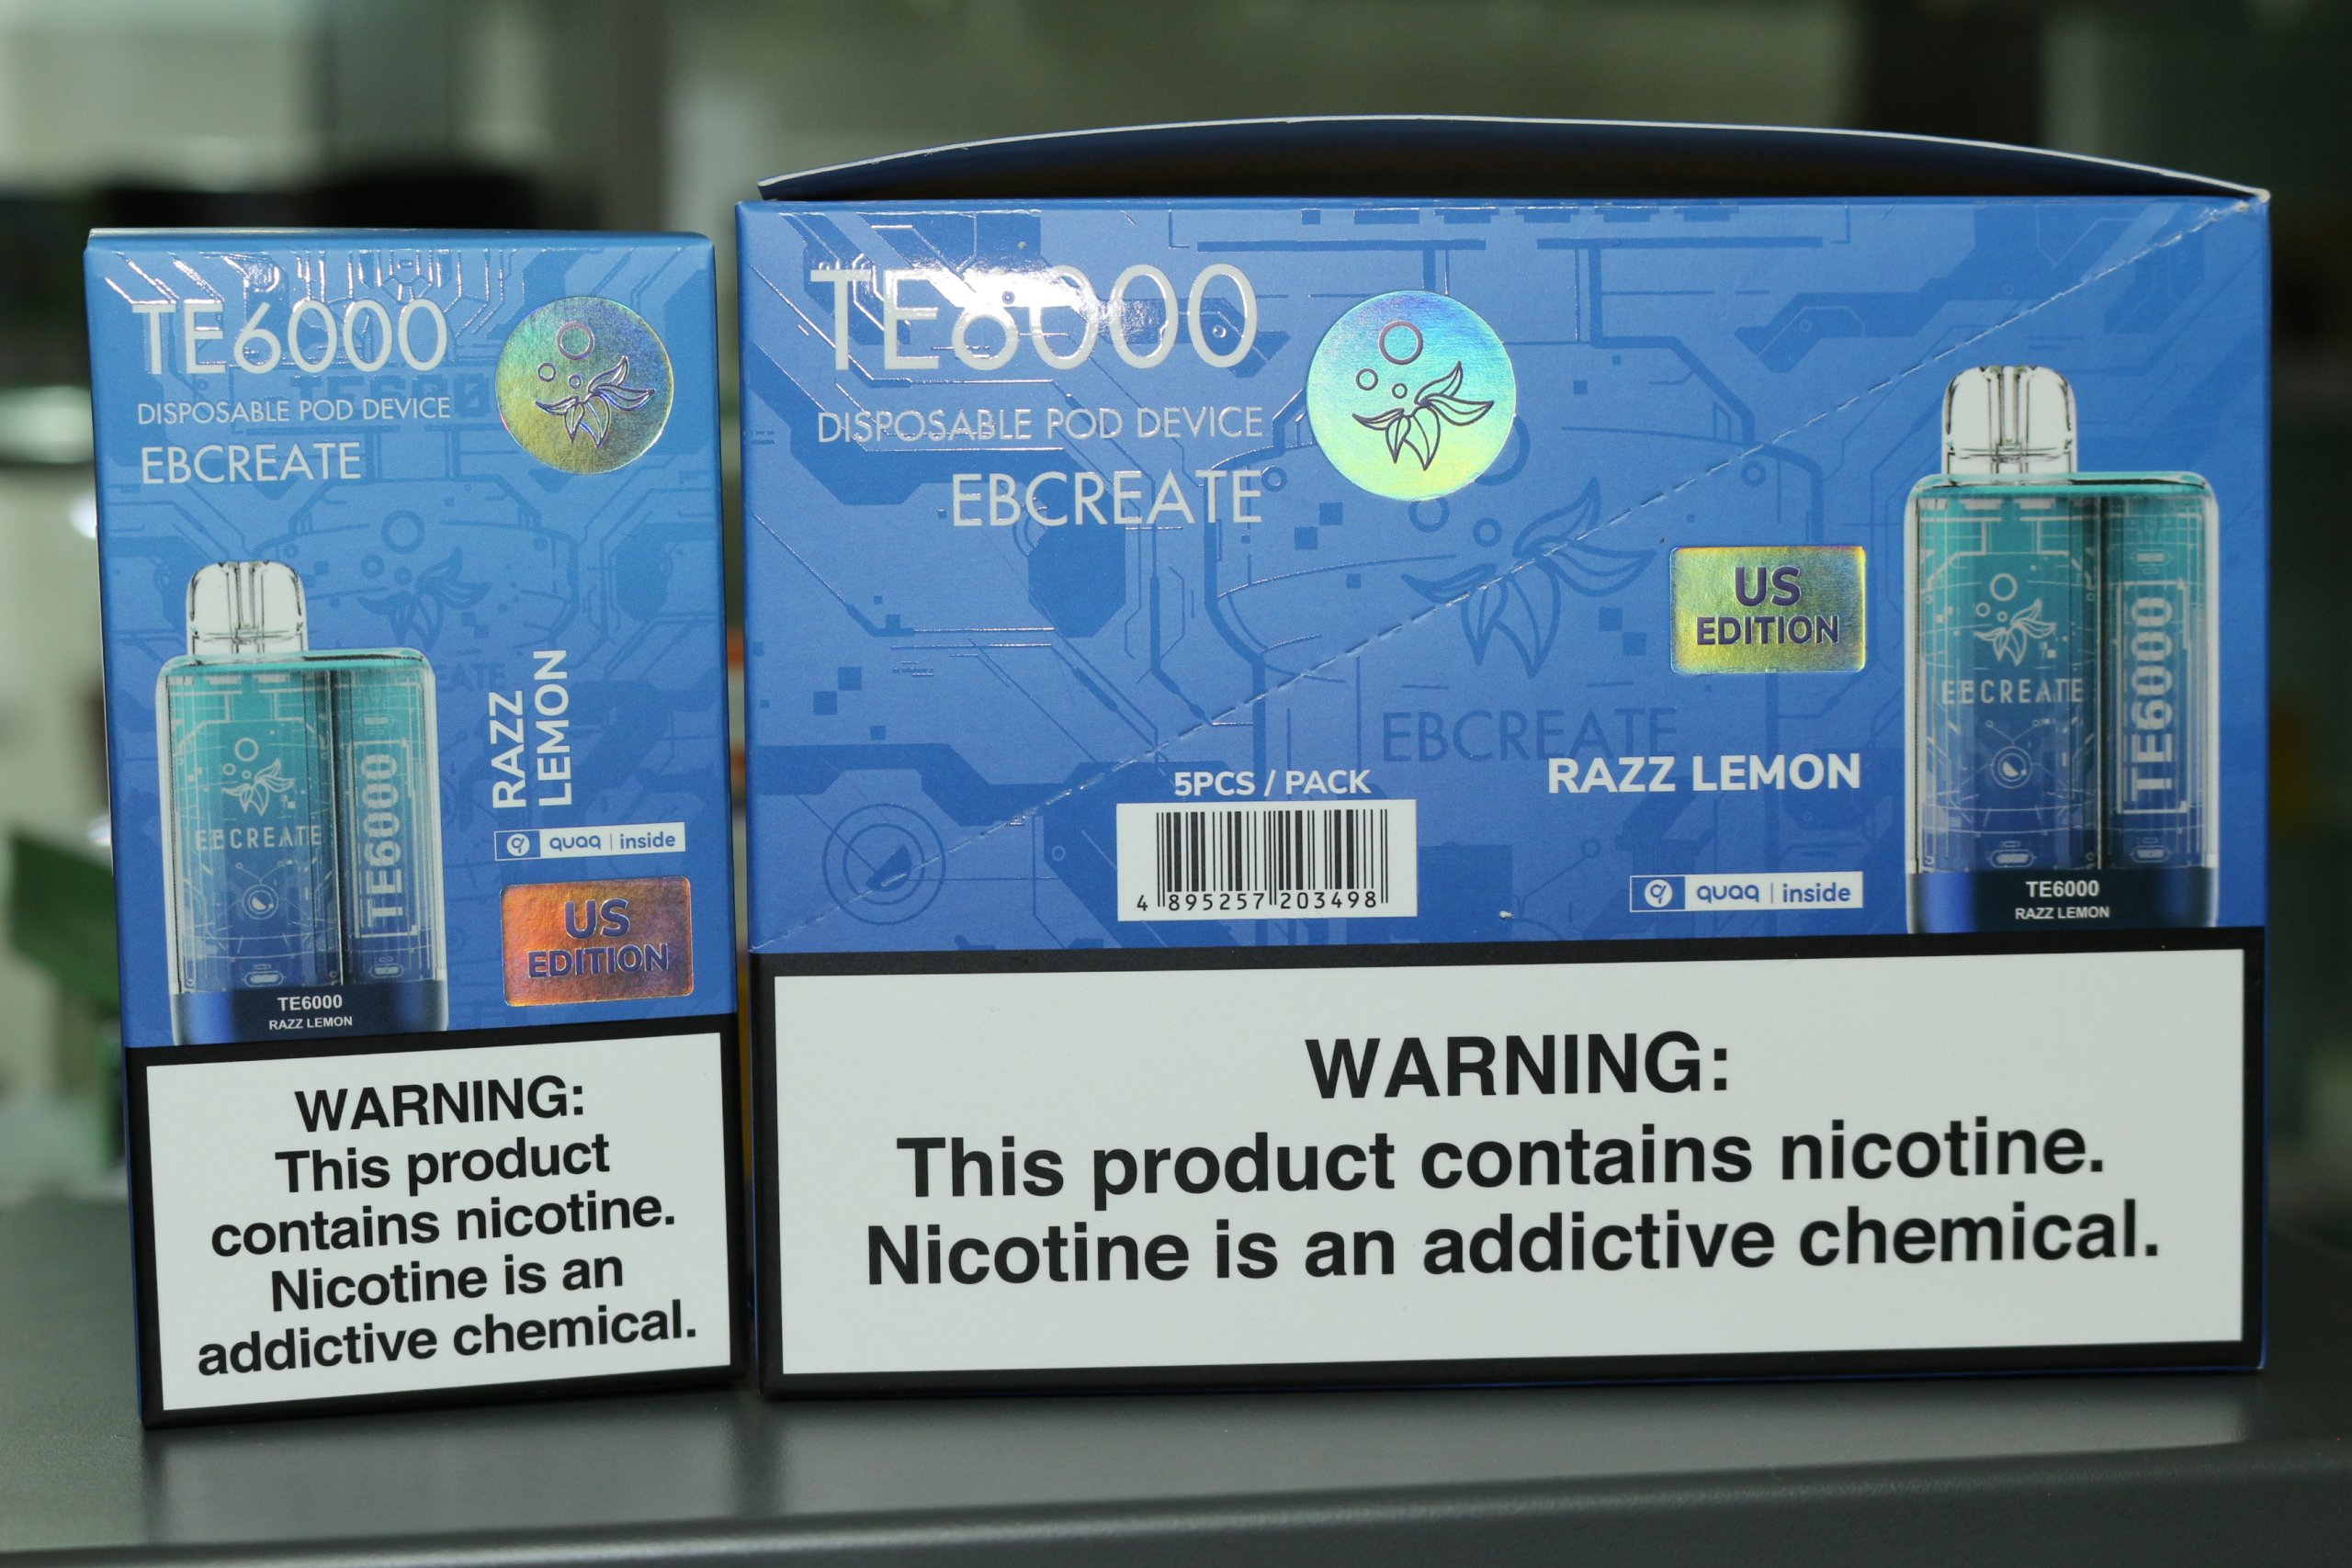 TE6000
DISPOSABLE POD DEVICE
EBCREATE
RAZZ
LEMON
EBCREATE
TE6000
quaq | inside
US
EDITION
TE6000
RAZZ LEMON
WARNING:
This product
contains nicotine.
Nicotine is an
addictive chemical.
TE6000
DISPOSABLE POD DEVICE
EBCREATE
US
EDITION
EBCREATE
TE6000
EBCREATE
5PCS / PACK
RAZZ LEMON
4 895257 203498
quaq | inside
TE6000
RAZZ LEMON
WARNING:
This product contains nicotine.
Nicotine is an addictive chemical.